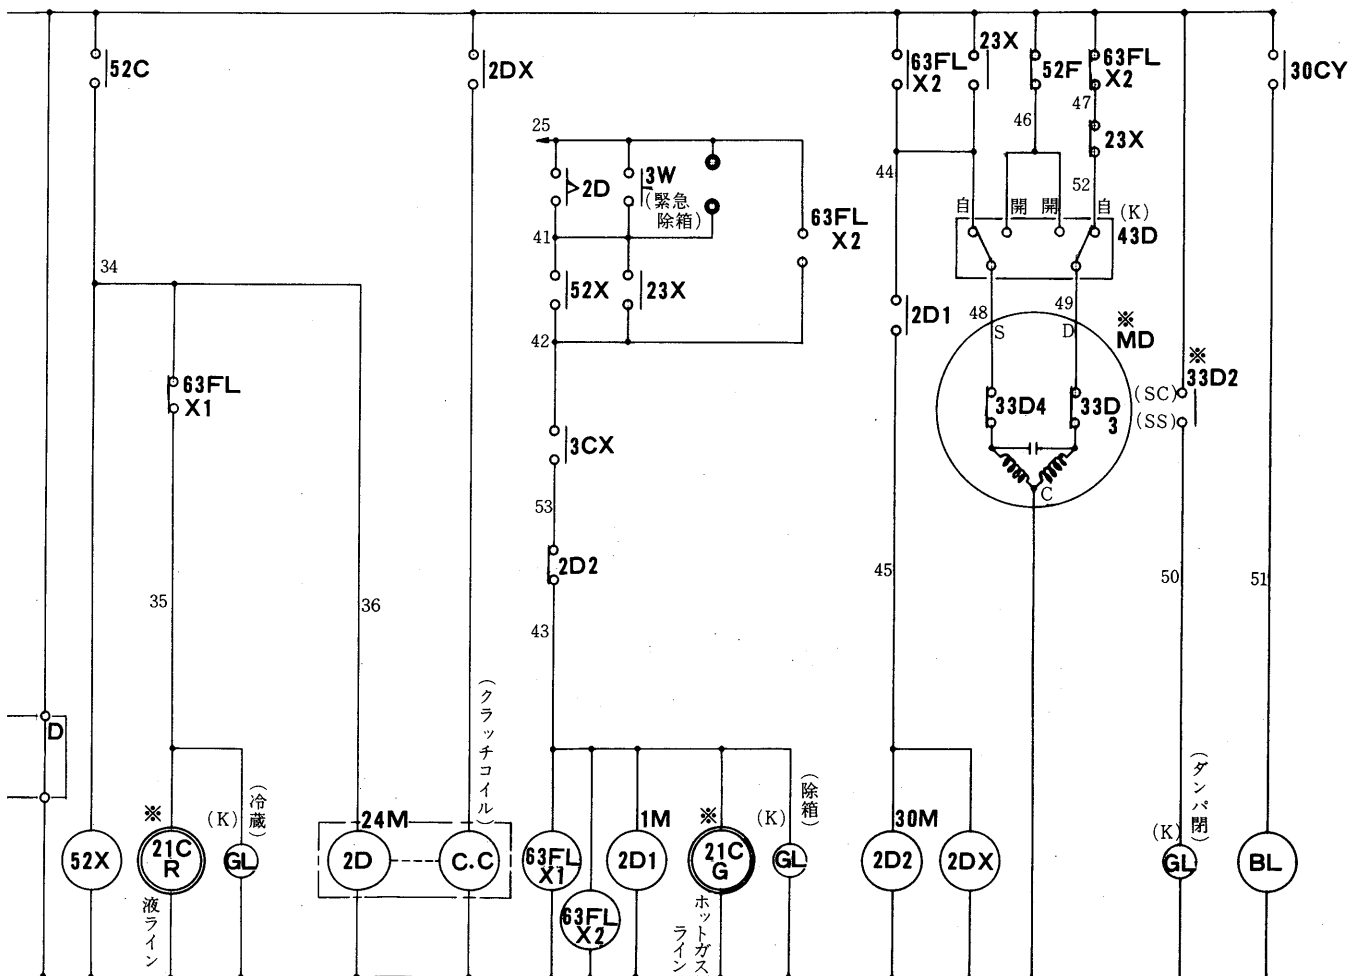 52C
2DX
63FL
X2
23X
52F
63FL
X2
30CY
47
46
23X
25
2D
3W
(緊急
除箱)
44
52
63FL
X2
自
開
開
自
(K)
43D
41
34
52X
23X
2D1
48
49
42
S
D
※
MD
※
33D2
63FL
X1
(SC)
(SS)
33D4
33D
3
3CX
C
53
2D2
45
50
51
35
36
43
D
(クラッチコイル)
(ダンパ閉)
(冷蔵)
(除箱)
※
(K)
24M
1M
※
(K)
30M
(K)
52X
21C
R
GL
2D
C.C
63FL
X1
2D1
21C
G
GL
2D2
2DX
GL
BL
63FL
X2
液ライン
ホットガス
ライン